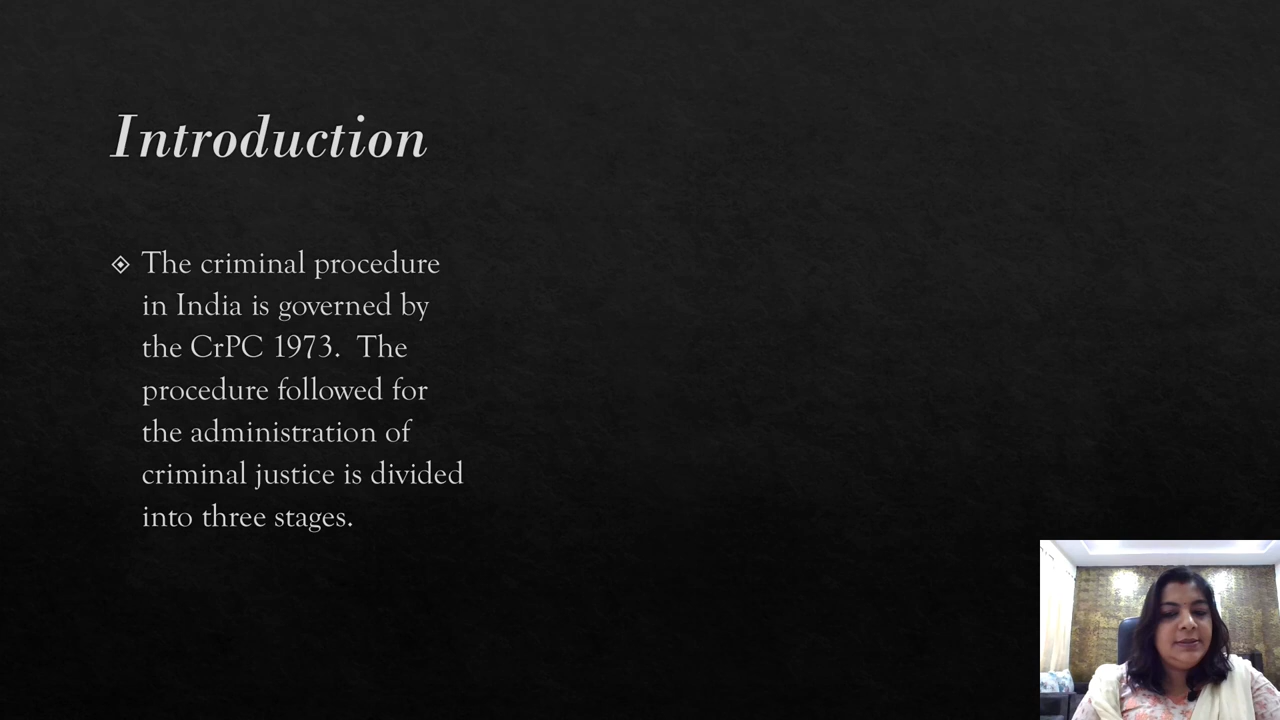 Introduction
The criminal procedure
in India is governed by
the CrPC 1973.  The
procedure followed for
the administration of
criminal justice is divided
into three stages.